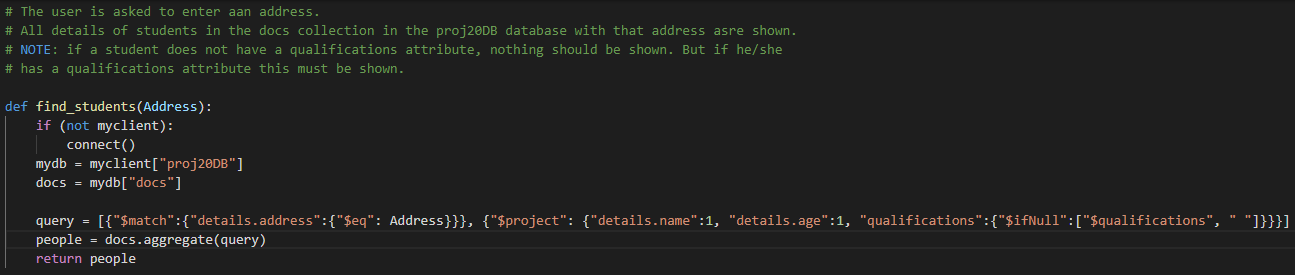 # The user is asked to enter aan address.
# All details of students in the docs collection in the proj20DB database with that address asre shown.
# NOTE: if a student does not have a qualifications attribute, nothing should be shown. But if he/she
# has a qualifications attribute this must be shown.
def find_students(Address):
if (not myclient):
connect()
mydb = myclient["proj20DB"]
docs = mydb["docs"]
query = [{"$match":{"details.address":{"$eq": Address}}}, {"$project": {"details.name":1, "details.age":1, "qualifications":{"$ifNull":["$qualifications", " "]}}}]
people = docs.aggregate(query)
return people